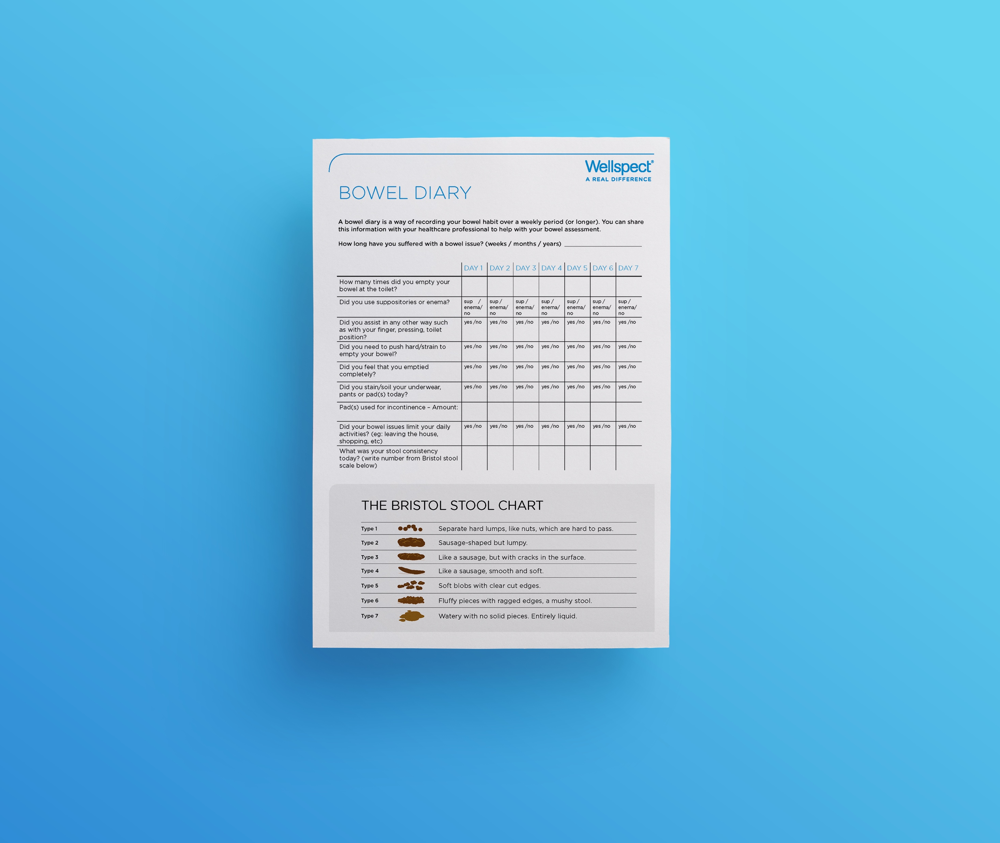 Wellspect®
A REAL DIFFERENCE
BOWEL DIARY
A bowel diary is a way of recording your bowel habit over a weekly period (or longer). You can share
this information with your healthcare professional to help with your bowel assessment.
How long have you suffered with a bowel issue? (weeks / months / years)
DAY 1 DAY 2 DAY 3 DAY 4 DAY 5 DAY 6 DAY 7
How many times did you empty your
bowel at the toilet?
Did you use suppositories or enema? sup / sup / sup / sup / sup / sup / sup /
enema/ enema/ enema/ enema/ enema/ enema/ enema/
no no no no no no no
Did you assist in any other way such yes /no yes /no yes /no yes /no yes /no yes /no yes /no
as with your finger, pressing, toilet
position?
Did you need to push hard/strain to yes /no yes /no yes /no yes /no yes /no yes /no yes /no
empty your bowel?
Did you feel that you emptied yes /no yes /no yes /no yes /no yes /no yes /no yes /no
completely?
Did you stain/soil your underwear, yes /no yes /no yes /no yes /no yes /no yes /no yes /no
pants or pad(s) today?
Pad(s) used for incontinence – Amount:
Did your bowel issues limit your daily yes /no yes /no yes /no yes /no yes /no yes /no yes /no
activities? (eg: leaving the house,
shopping, etc)
What was your stool consistency
today? (write number from Bristol stool
scale below)
THE BRISTOL STOOL CHART
Type 1 Separate hard lumps, like nuts, which are hard to pass.
Type 2 Sausage-shaped but lumpy.
Type 3 Like a sausage, but with cracks in the surface.
Type 4 Like a sausage, smooth and soft.
Type 5 Soft blobs with clear cut edges.
Type 6 Fluffy pieces with ragged edges, a mushy stool.
Type 7 Watery with no solid pieces. Entirely liquid.